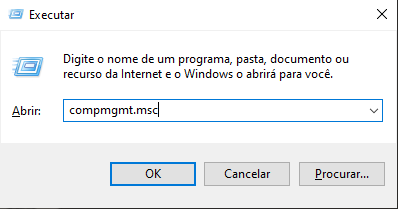 Executar
Digite o nome de um programa, pasta, documento ou
recurso da Internet e o Windows o abrirá para você.
Abrir: compmgmt.msc
OK Cancelar Procurar...